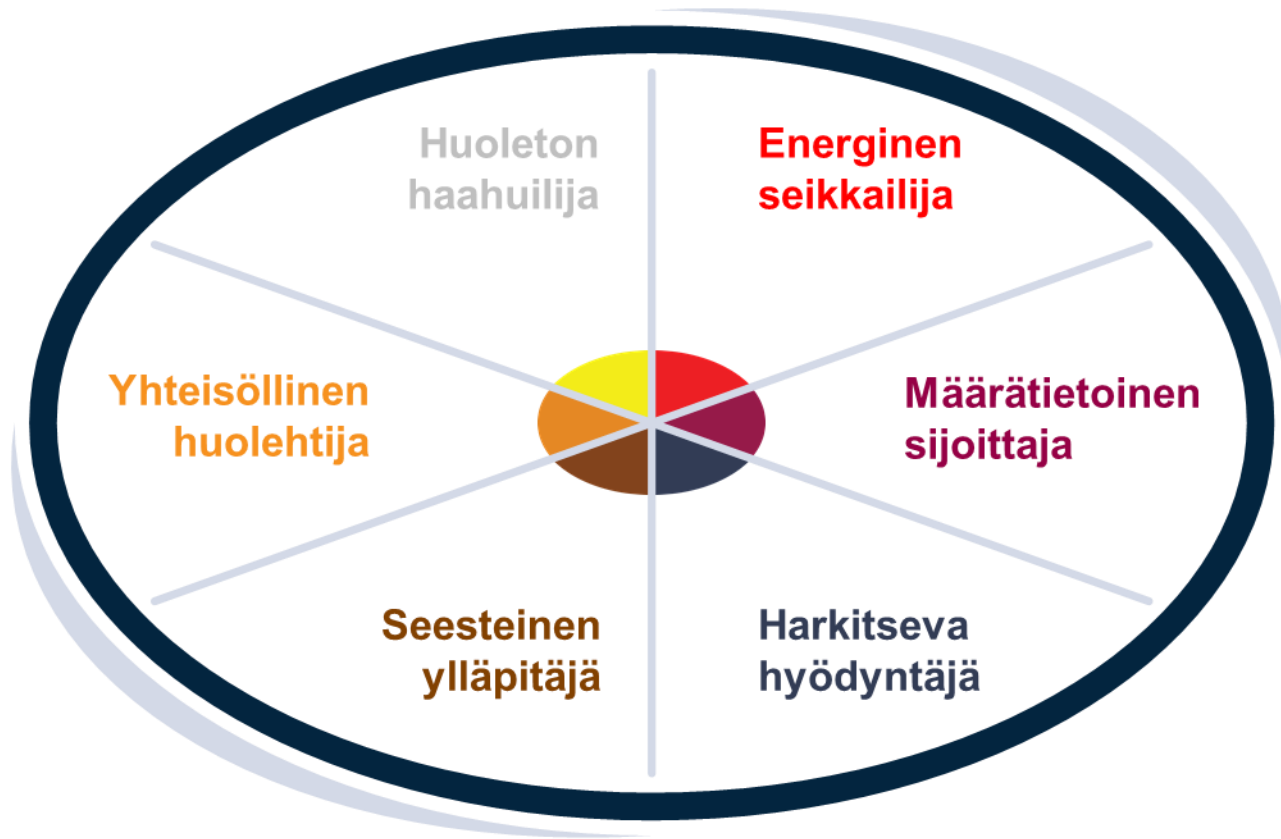 Huoleton
haahuilija
Energinen
seikkailija
Yhteisöllinen
huolehtija
Määrätietoinen
sijoittaja
Seesteinen
ylläpitäjä
Harkitseva
hyödyntäjä